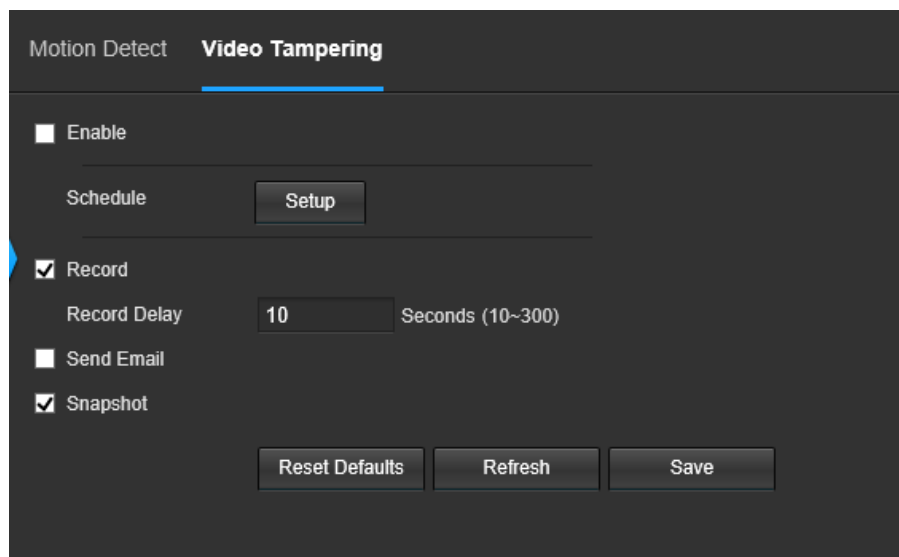 Motion Detect Video Tampering
Enable
Schedule Setup
Record
Record Delay 10 Seconds (10~300)
Send Email
Snapshot
Reset Defaults Refresh Save